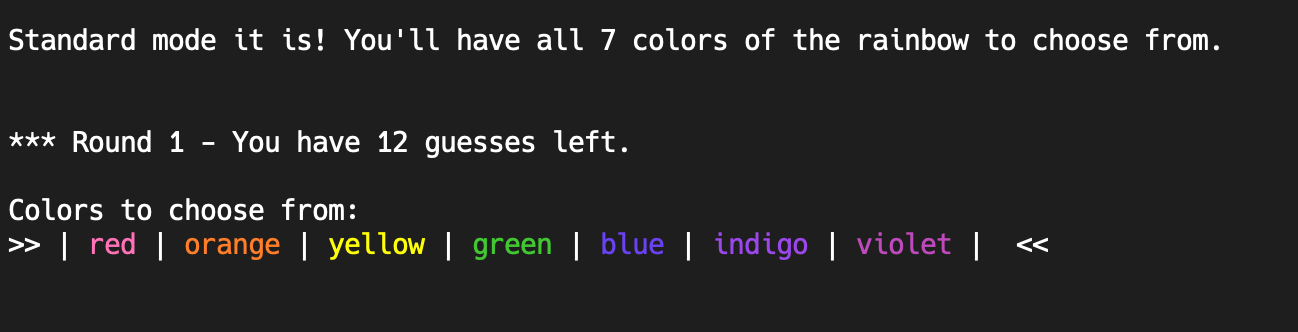 Standard mode it is! You'll have all 7 colors of the rainbow to choose from.
*** Round 1 - You have 12 guesses left.
Colors to choose from:
>> | red | orange | yellow | green | blue | indigo | violet |  <<